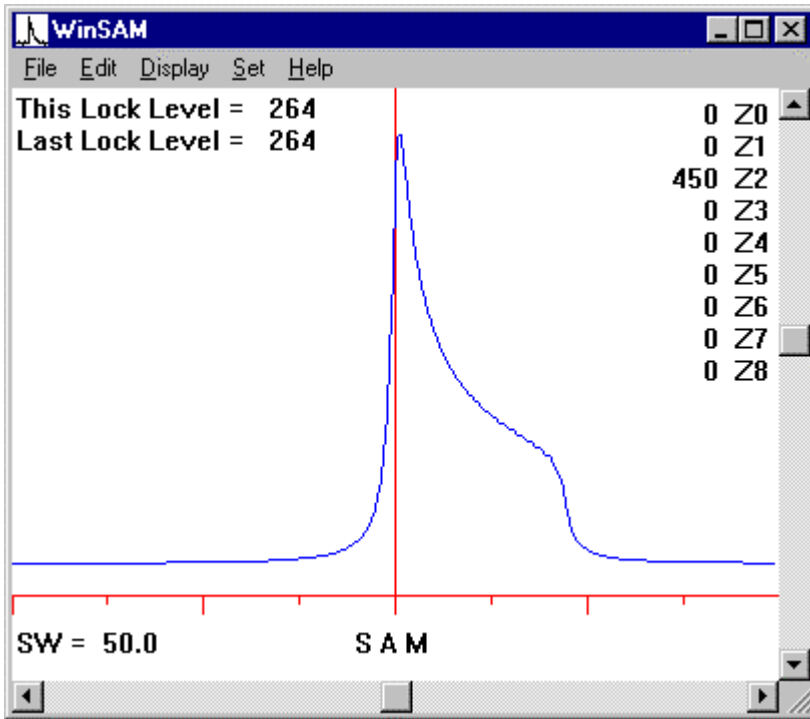 WinSAM
File Edit Display Set Help
This Lock Level = 264
Last Lock Level = 264
0 Z0
0 Z1
450 Z2
0 Z3
0 Z4
0 Z5
0 Z6
0 Z7
0 Z8
SW = 50.0
S A M